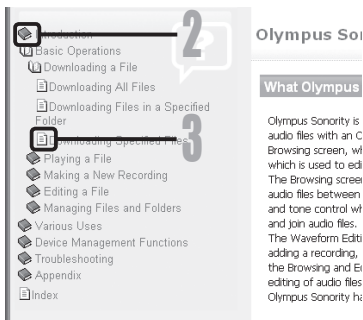 Introduction
Basic Operations
Downloading a File
Downloading All Files
Downloading Files in a Specified
Folder
Downloading Specified Files
Playing a File
Making a New Recording
Editing a File
Managing Files and Folders
Various Uses
Device Management Functions
Troubleshooting
Appendix
Index
2
3
Olympus Son
What Olympus
Olympus Sonority is
audio files with an O
Browsing screen, wh
which is used to edi
The Browsing screen
audio files between
and tone control wh
and join audio files.
The Waveform Editi
adding a recording,
the Browsing and Ed
editing of audio files
Olympus Sonority ha